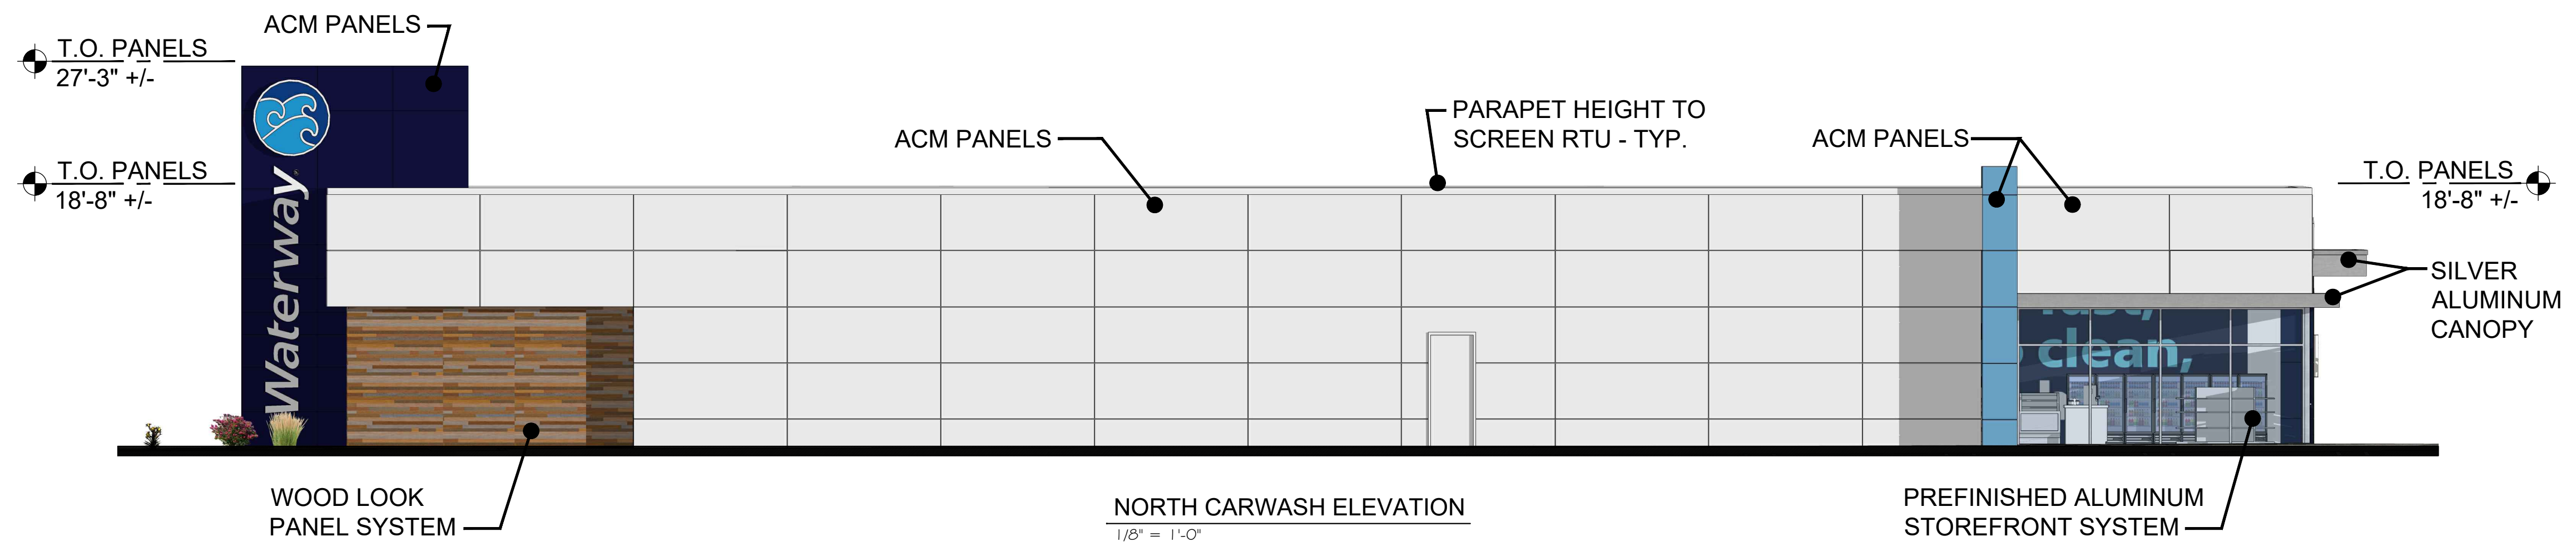 ACM PANELS
T.O. PANELS
27'-3" +/-
T.O. PANELS
18'-8" +/-
Waterway
ACM PANELS
PARAPET HEIGHT TO
SCREEN RTU - TYP.
ACM PANELS
T.O. PANELS
18'-8" +/-
SILVER
ALUMINUM
CANOPY
clean,
WOOD LOOK
PANEL SYSTEM
NORTH CARWASH ELEVATION
1/8" = 1'-0"
PREFINISHED ALUMINUM
STOREFRONT SYSTEM